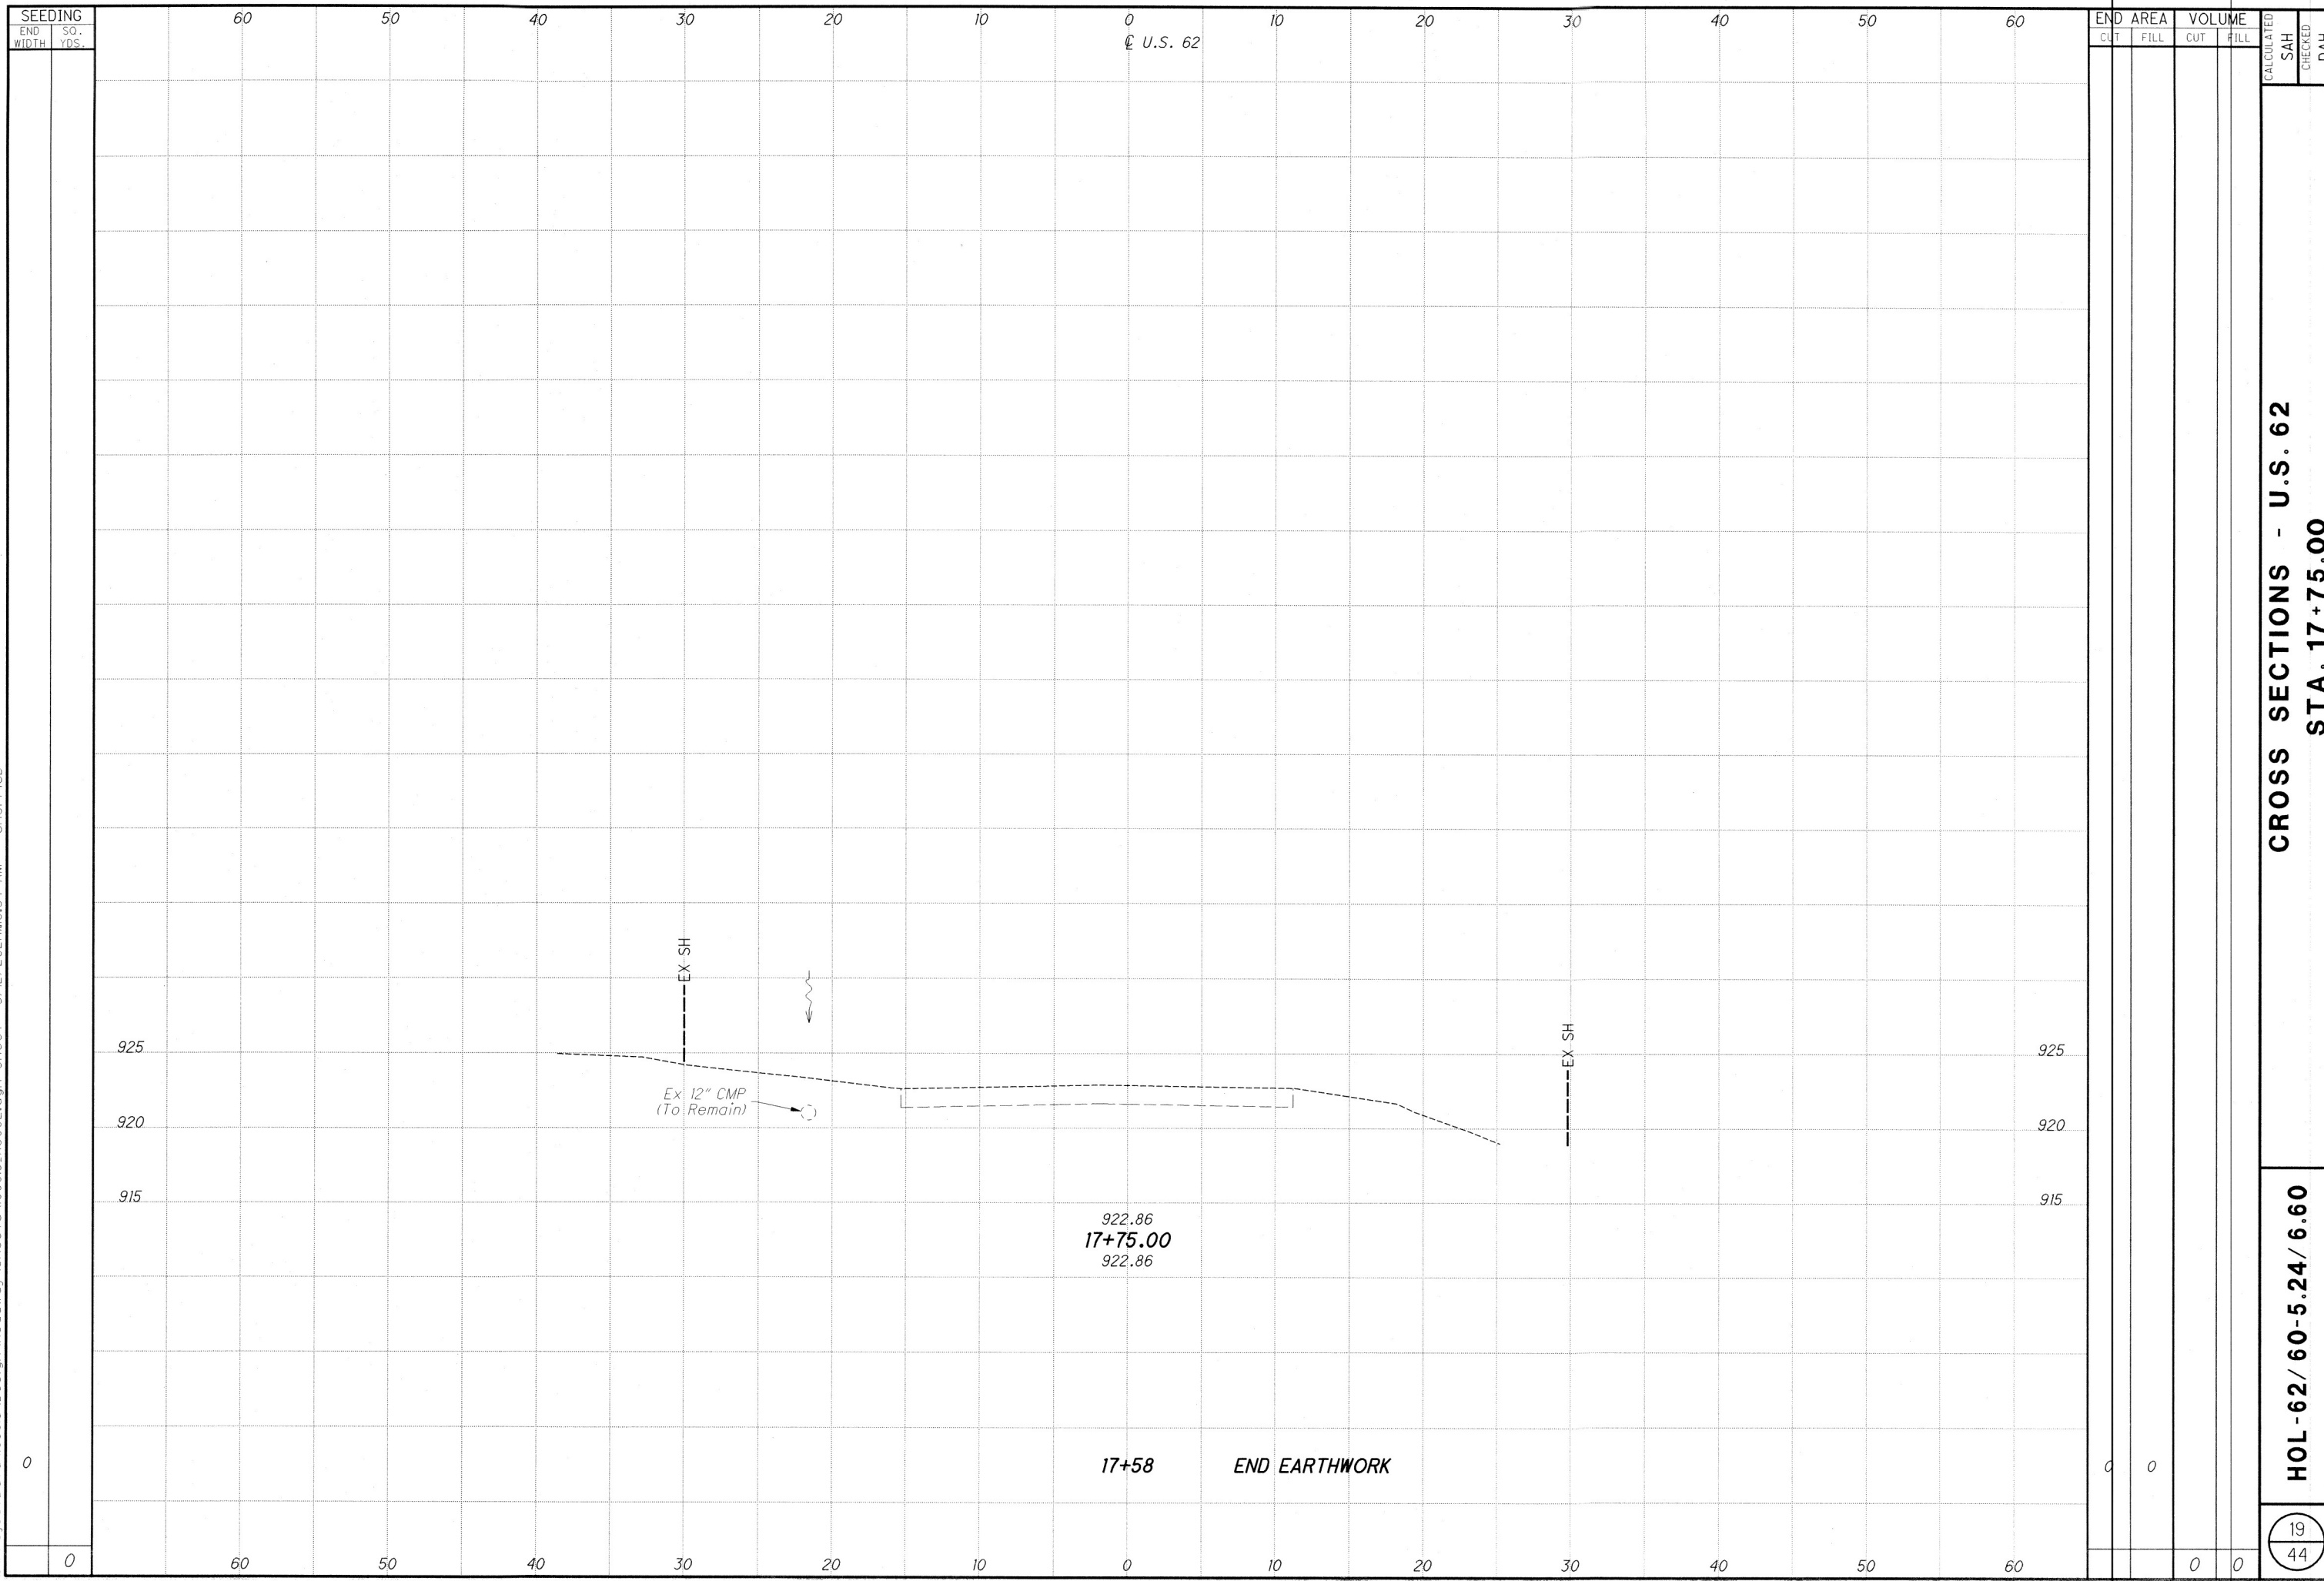 SEEDING
END WIDTH
SQ. YDS.
60 50 40 30 20 10 0 10 20 30 40 50 60
℄ U.S. 62
END AREA
VOLUME
CUT FILL CUT FILL
CALCULATED
SAH
CHECKED
CROSS SECTIONS - U.S. 62
STA. 17+75.00
EX SH
EX SH
925 925
Ex 12" CMP
(To Remain)
920 920
915 915
922.86
17+75.00
922.86
HOL-62/60-5.24/6.60
0
17+58 END EARTHWORK
0 0
19
44
0
60 50 40 30 20 10 0 10 20 30 40 50 60
0 0